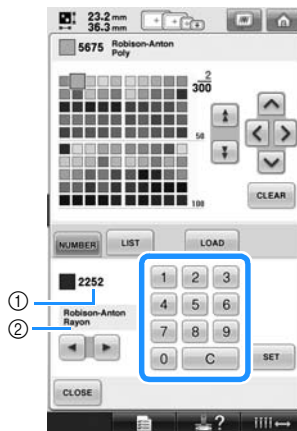 23.2 mm
36.3 mm
5675 Robison-Anton
Poly
2
300
50
100
CLEAR
NUMBER LIST LOAD
① 2252
② Robison-Anton
Rayon
1 2 3
4 5 6
7 8 9
0 C SET
CLOSE
?